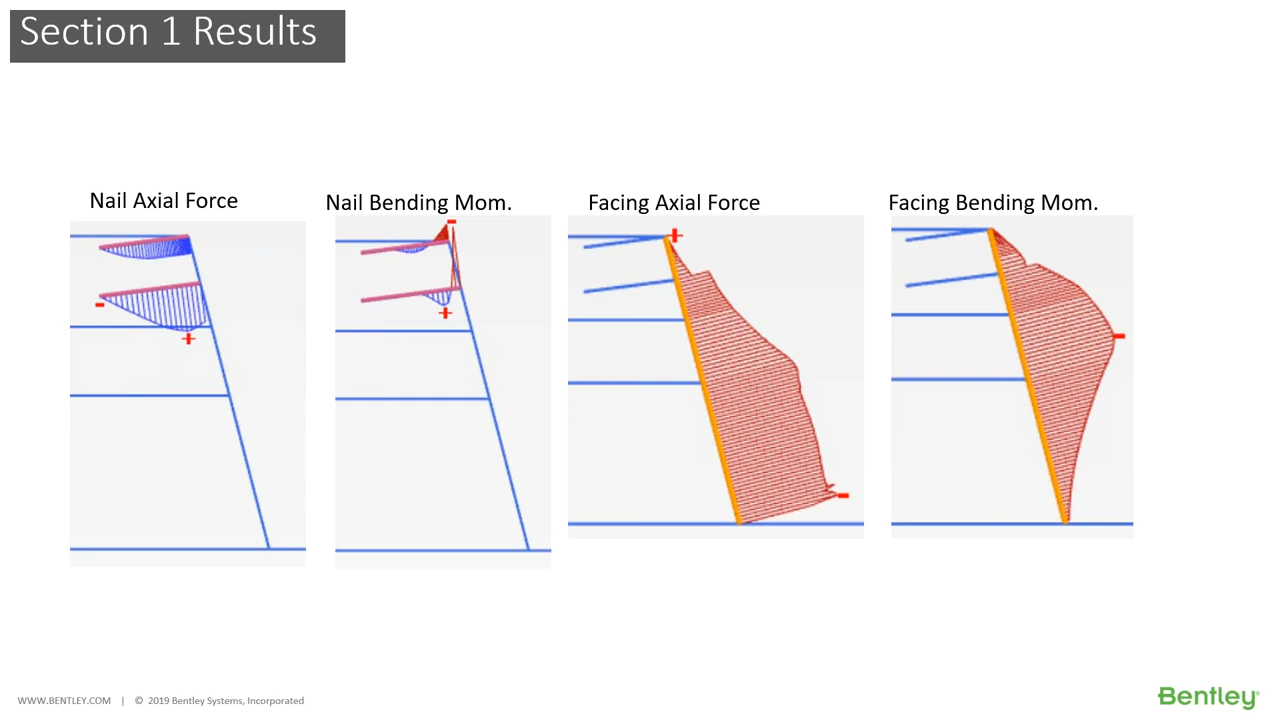 Section 1 Results
Nail Axial Force
Nail Bending Mom.
Facing Axial Force
Facing Bending Mom.
WWW.BENTLEY.COM | © 2019 Bentley Systems, Incorporated
Bentley